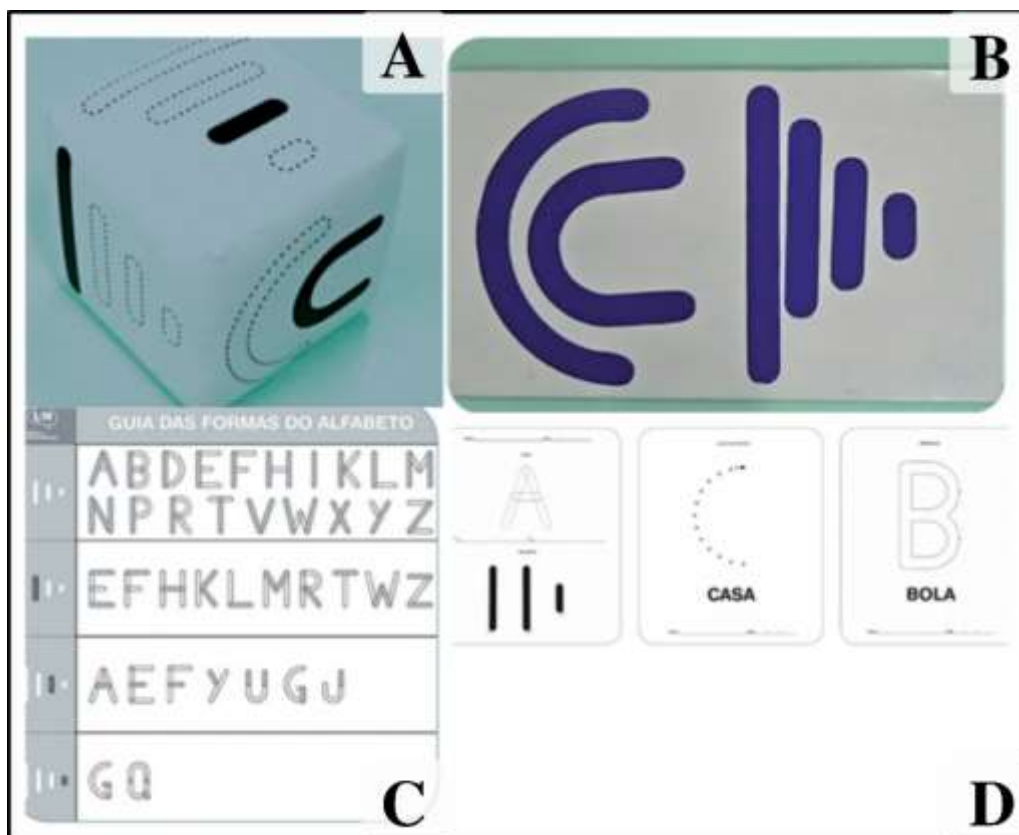 A
B
GUIA DAS FORMAS DO ALFABETO
ABDEFHIKLM
NPRTVWXYZ
EFHKLMRTWZ
AEFYUGJ
GQ
C
A
CASA
B
BOLA
D